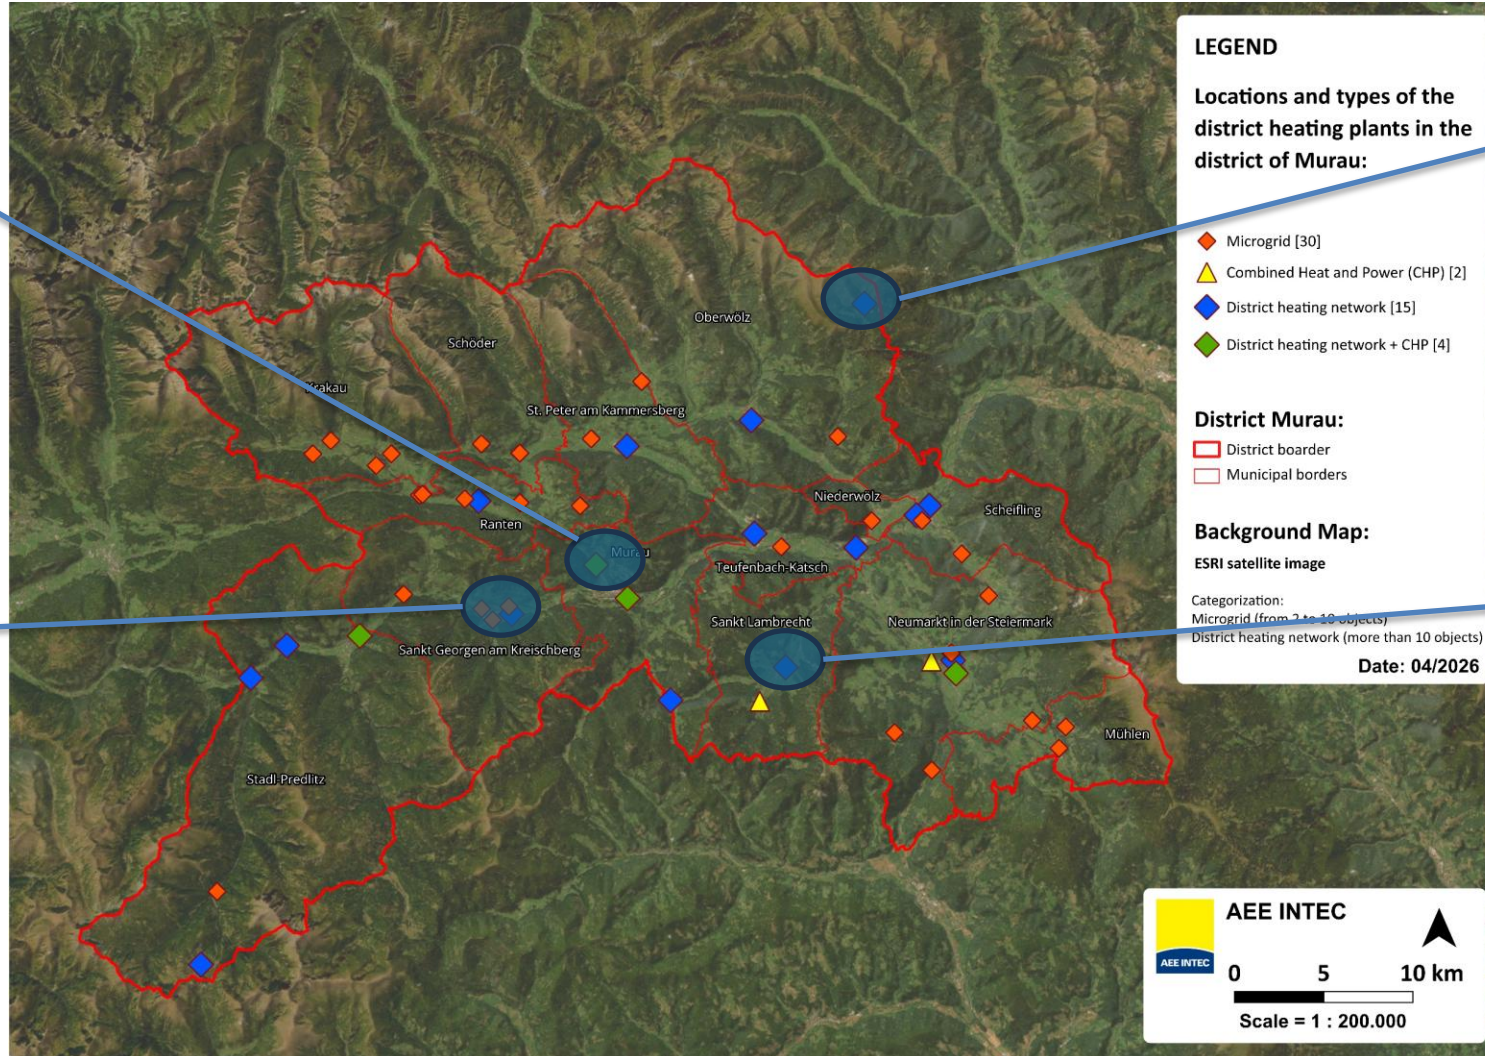 LEGEND
Locations and types of the
district heating plants in the
district of Murau:
Microgrid [30]
Combined Heat and Power (CHP) [2]
District heating network [15]
District heating network + CHP [4]
District Murau:
District boarder
Municipal borders
Background Map:
ESRI satellite image
Categorization:
Microgrid (from 2 to 10 objects)
District heating network (more than 10 objects)
Date: 04/2026
Oberwölz
Schöder
Krakau
St. Peter am Kammersberg
Niederwölz
Scheifling
Ranten
Murau
Teufenbach-Katsch
Sankt Lambrecht
Neumarkt in der Steiermark
Sankt Georgen am Kreischberg
Mühlen
Stadl-Predlitz
AEE INTEC
AEE INTEC
0 5 10 km
Scale = 1 : 200.000